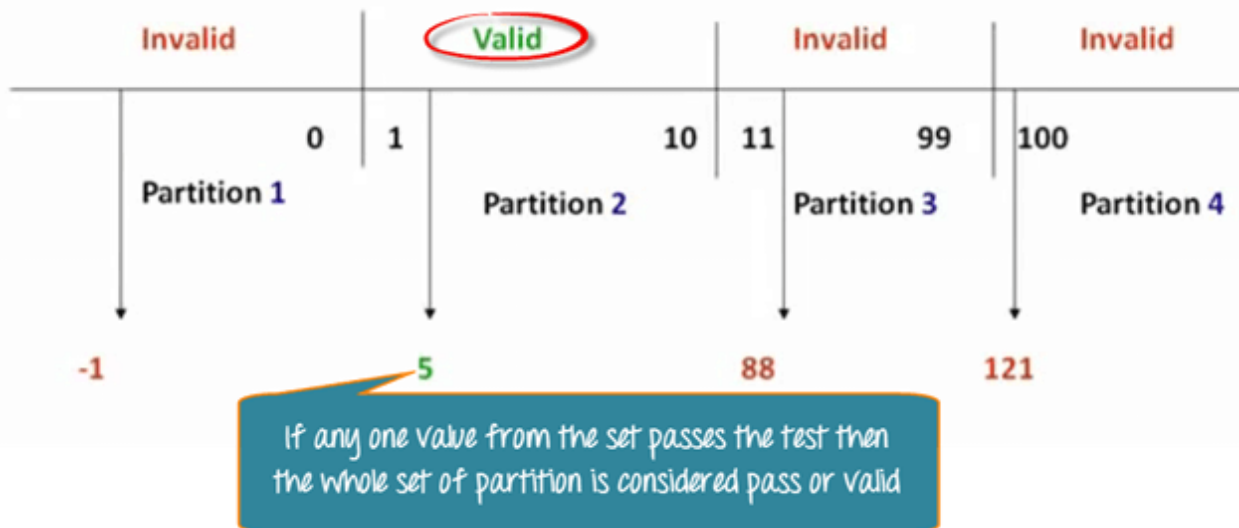 Invalid Valid Invalid Invalid
0 1 10 11 99 100
Partition 1 Partition 2 Partition 3 Partition 4
-1 5 88 121
If any one value from the set passes the test then
the whole set of partition is considered pass or valid